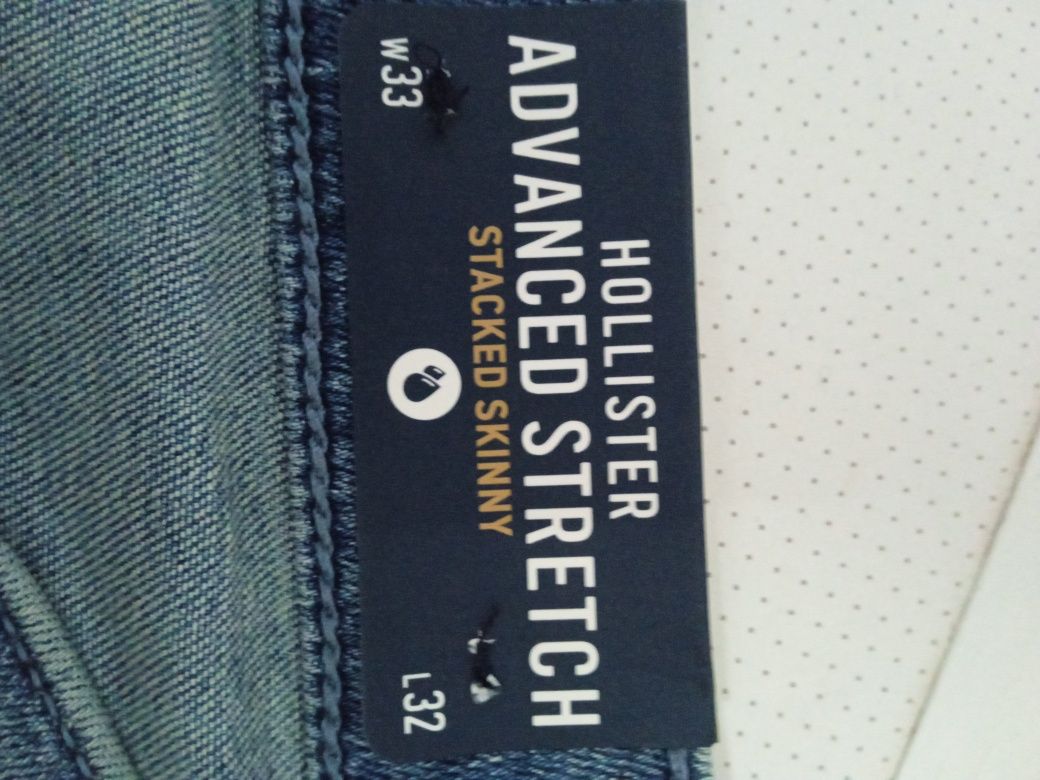 HOLLISTER
ADVANCED STRETCH
STACKED SKINNY
W33
L32